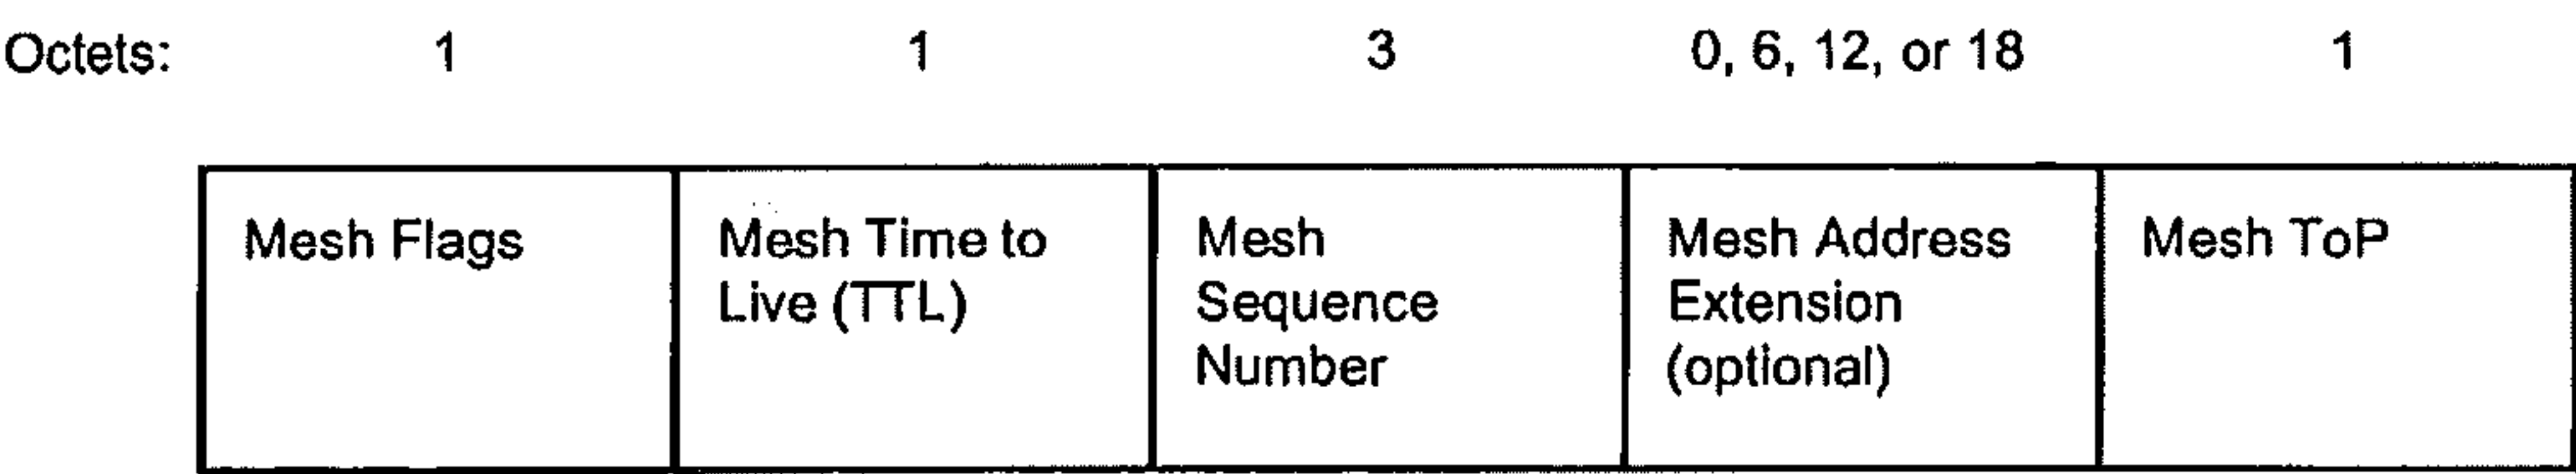 Octets: 1 1 3 0, 6, 12, or 18 1
Mesh Flags
Mesh Time to
Live (TTL)
Mesh
Sequence
Number
Mesh Address
Extension
(optional)
Mesh ToP